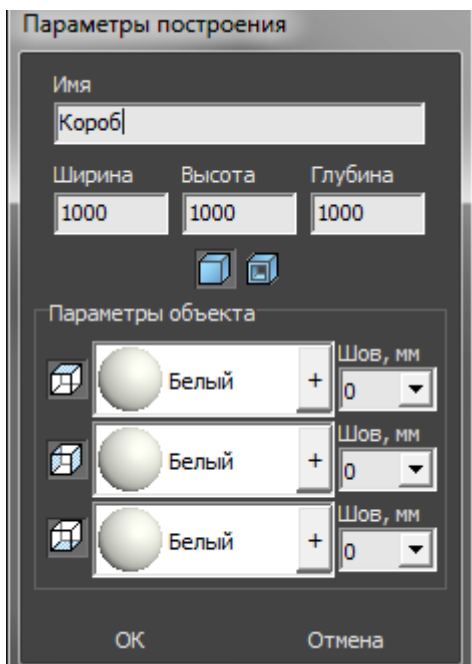 Параметры построения
Имя
Короб
Ширина Высота Глубина
1000 1000 1000
Параметры объекта
Шов, мм
Белый + 0
Шов, мм
Белый + 0
Шов, мм
Белый + 0
OK Отмена